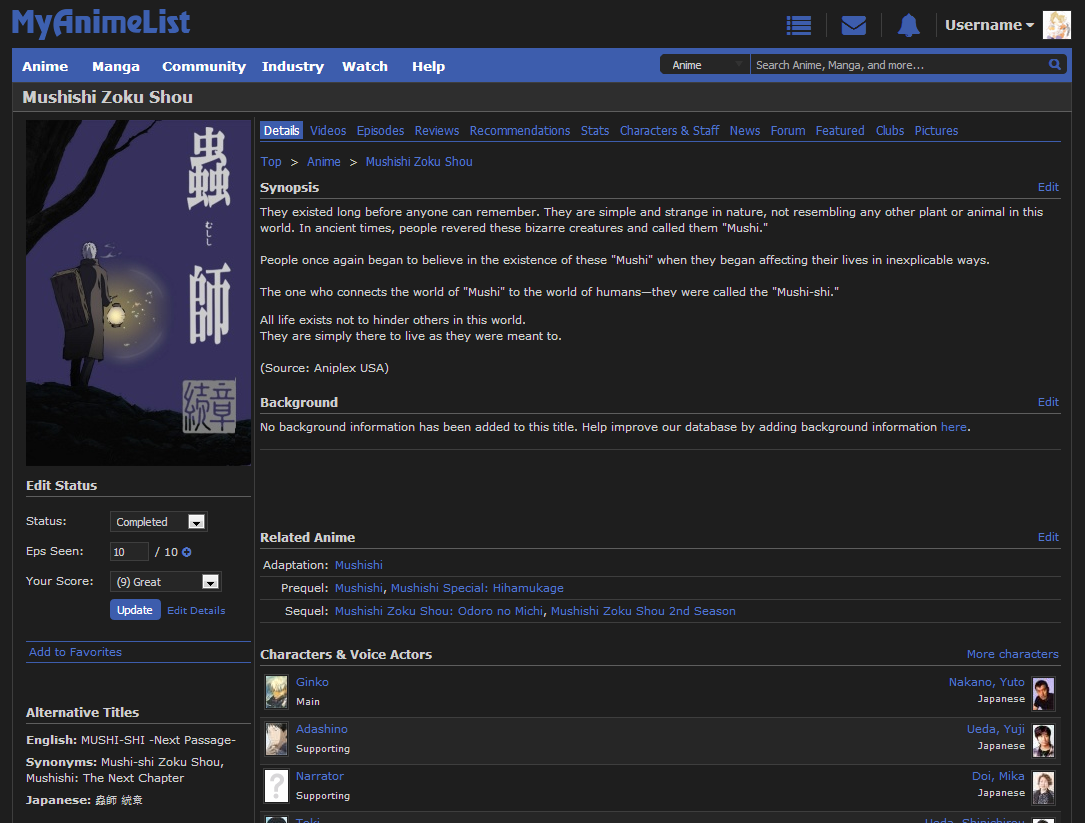 MyAnimeList
Username
Anime Manga Community Industry Watch Help
Anime Search Anime, Manga, and more...
Mushishi Zoku Shou
蟲
むしし
師
続章
Edit Status
Status: Completed
Eps Seen: 10 / 10
Your Score: (9) Great
Update Edit Details
Add to Favorites
Alternative Titles
English: MUSHI-SHI -Next Passage-
Synonyms: Mushi-shi Zoku Shou,
Mushishi: The Next Chapter
Japanese: 蟲師 続章
Details Videos Episodes Reviews Recommendations Stats Characters & Staff News Forum Featured Clubs Pictures
Top > Anime > Mushishi Zoku Shou
Synopsis Edit
They existed long before anyone can remember. They are simple and strange in nature, not resembling any other plant or animal in this
world. In ancient times, people revered these bizarre creatures and called them "Mushi."
People once again began to believe in the existence of these "Mushi" when they began affecting their lives in inexplicable ways.
The one who connects the world of "Mushi" to the world of humans—they were called the "Mushi-shi."
All life exists not to hinder others in this world.
They are simply there to live as they were meant to.
(Source: Aniplex USA)
Background Edit
No background information has been added to this title. Help improve our database by adding background information here.
Related Anime Edit
Adaptation: Mushishi
Prequel: Mushishi, Mushishi Special: Hihamukage
Sequel: Mushishi Zoku Shou: Odoro no Michi, Mushishi Zoku Shou 2nd Season
Characters & Voice Actors More characters
Ginko Nakano, Yuto
Main Japanese
Adashino Ueda, Yuji
Supporting Japanese
Narrator Doi, Mika
Supporting Japanese